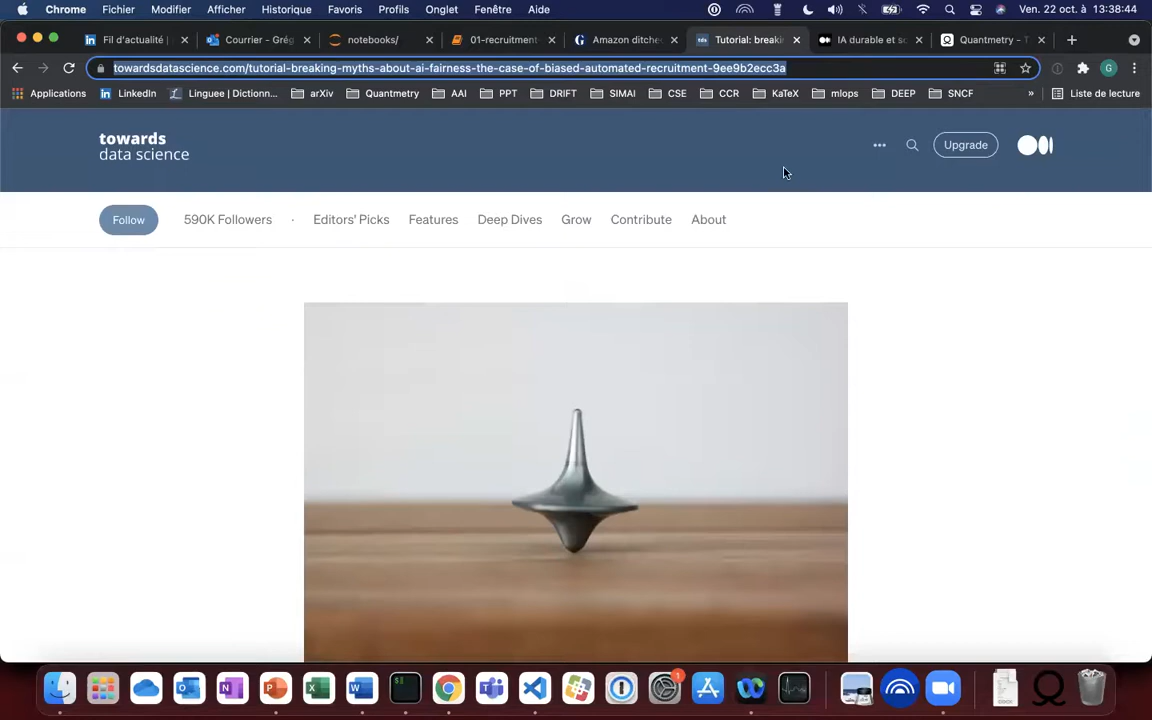 Chrome Fichier Modifier Afficher Historique Favoris Profils Onglet Fenêtre Aide Ven. 22 oct. à 13:38:44
Fil d'actualité | Courrier - Grég notebooks/ 01-recruitment Amazon ditche Tutorial: breaki IA durable et so Quantmetry - T
towardsdatascience.com/tutorial-breaking-myths-about-ai-fairness-the-case-of-biased-automated-recruitment-9ee9b2ecc3a G
Applications LinkedIn Linguee | Dictionn... arXiv Quantmetry AAI PPT DRIFT SIMAI CSE CCR KaTeX mlops DEEP SNCF » Liste de lecture
towards
data science
Upgrade
Follow 590K Followers · Editors' Picks Features Deep Dives Grow Contribute About
1